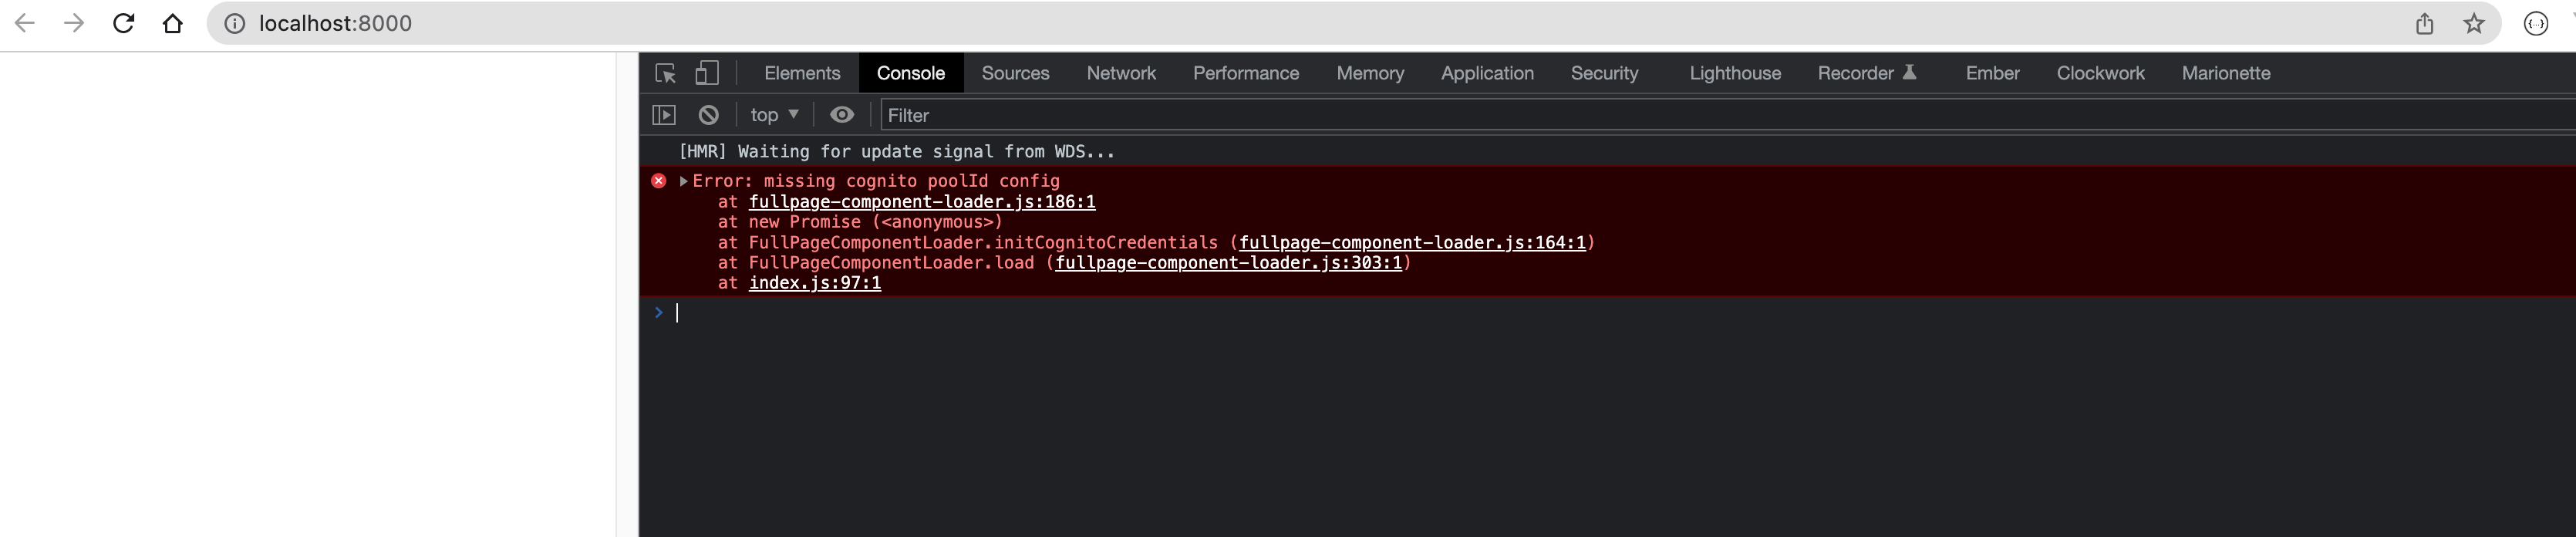 localhost:8000
Elements Console Sources Network Performance Memory Application Security Lighthouse Recorder Ember Clockwork Marionette
top Filter
[HMR] Waiting for update signal from WDS...
Error: missing cognito poolId config
at fullpage-component-loader.js:186:1
at new Promise (<anonymous>)
at FullPageComponentLoader.initCognitoCredentials (fullpage-component-loader.js:164:1)
at FullPageComponentLoader.load (fullpage-component-loader.js:303:1)
at index.js:97:1